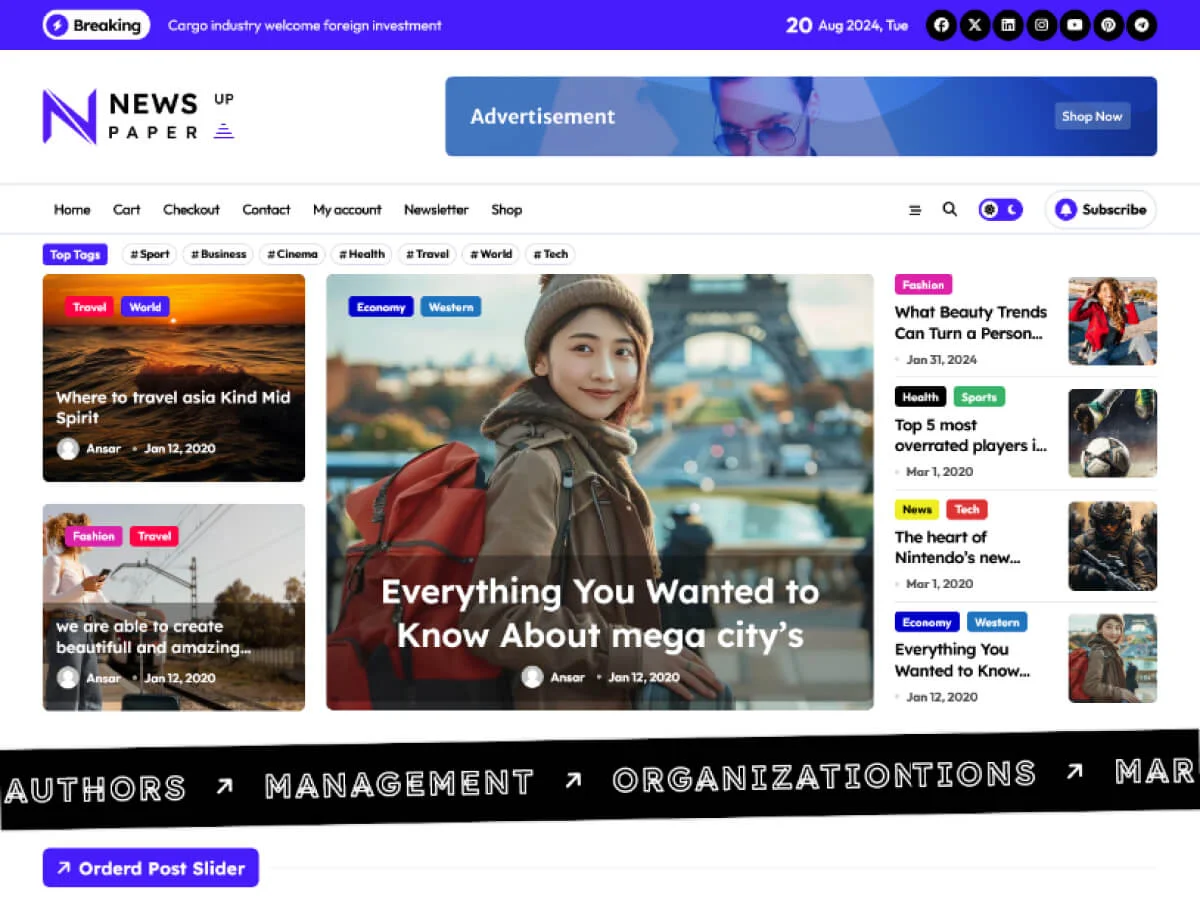 Breaking
Cargo industry welcome foreign investment
20 Aug 2024, Tue
NEWS UP
PAPER
Advertisement
Shop Now
Home Cart Checkout Contact My account Newsletter Shop
Subscribe
Top Tags # Sport # Business # Cinema # Health # Travel # World # Tech
Travel World
Where to travel asia Kind Mid
Spirit
Ansar • Jan 12, 2020
Fashion Travel
we are able to create
beautifull and amazing...
Ansar • Jan 12, 2020
Economy Western
Everything You Wanted to
Know About mega city’s
Ansar • Jan 12, 2020
Fashion
What Beauty Trends
Can Turn a Person...
Jan 31, 2024
Health Sports
Top 5 most
overrated players i...
Mar 1, 2020
News Tech
The heart of
Nintendo’s new...
Mar 1, 2020
Economy Western
Everything You
Wanted to Know...
Jan 12, 2020
AUTHORS ↗ MANAGEMENT ↗ ORGANIZATIONTIONS ↗ MAR
↗ Orderd Post Slider